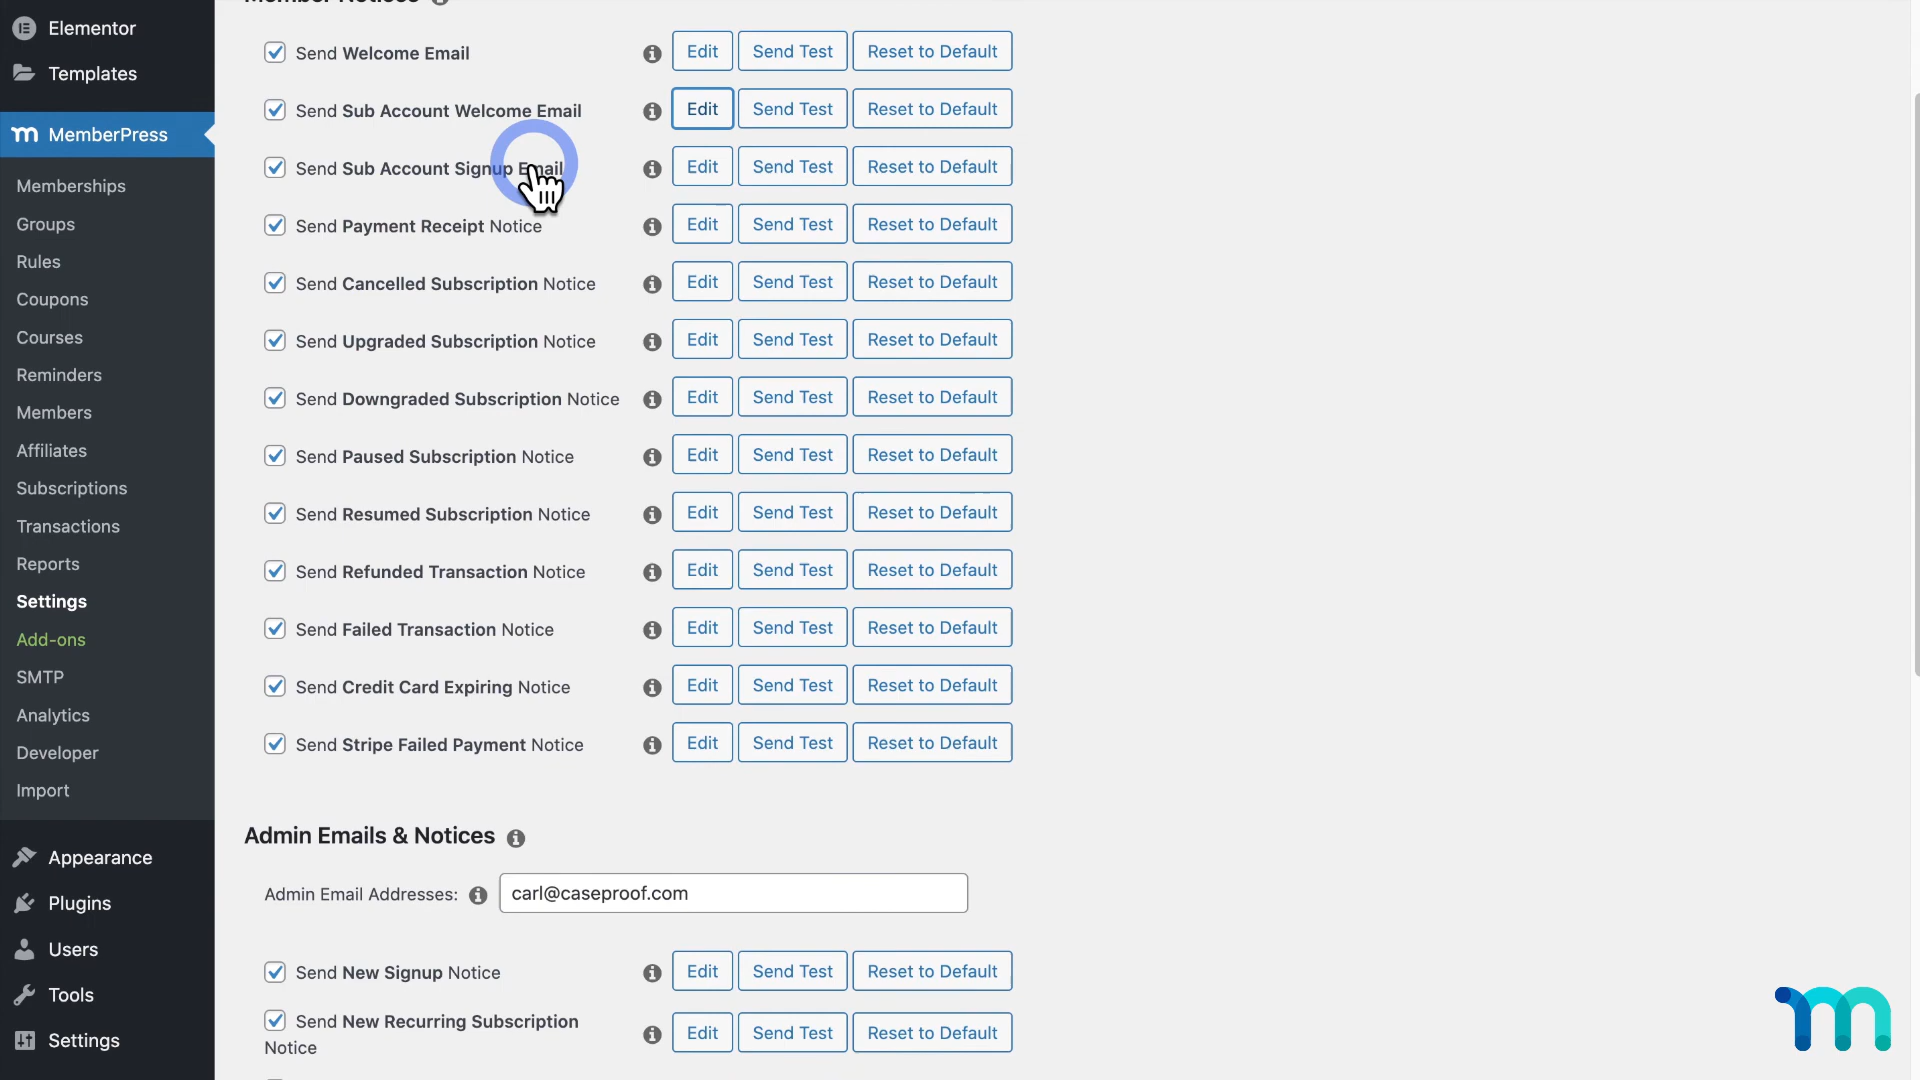 Elementor
Templates
MemberPress
Memberships
Groups
Rules
Coupons
Courses
Reminders
Members
Affiliates
Subscriptions
Transactions
Reports
Settings
Add-ons
SMTP
Analytics
Developer
Import
Appearance
Plugins
Users
Tools
Settings
Member Notices
Send Welcome Email Edit Send Test Reset to Default
Send Sub Account Welcome Email Edit Send Test Reset to Default
Send Sub Account Signup Email Edit Send Test Reset to Default
Send Payment Receipt Notice Edit Send Test Reset to Default
Send Cancelled Subscription Notice Edit Send Test Reset to Default
Send Upgraded Subscription Notice Edit Send Test Reset to Default
Send Downgraded Subscription Notice Edit Send Test Reset to Default
Send Paused Subscription Notice Edit Send Test Reset to Default
Send Resumed Subscription Notice Edit Send Test Reset to Default
Send Refunded Transaction Notice Edit Send Test Reset to Default
Send Failed Transaction Notice Edit Send Test Reset to Default
Send Credit Card Expiring Notice Edit Send Test Reset to Default
Send Stripe Failed Payment Notice Edit Send Test Reset to Default
Admin Emails & Notices
Admin Email Addresses: carl@caseproof.com
Send New Signup Notice Edit Send Test Reset to Default
Send New Recurring Subscription
Notice Edit Send Test Reset to Default